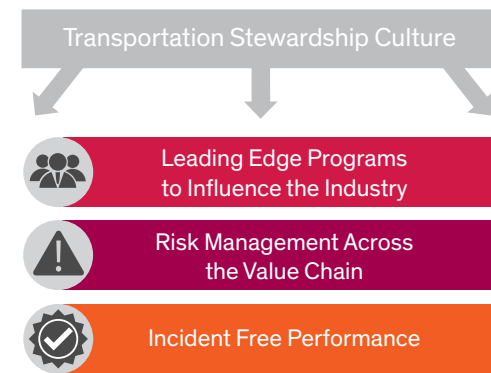 Transportation Stewardship Culture
Leading Edge Programs
to Influence the Industry
Risk Management Across
the Value Chain
Incident Free Performance